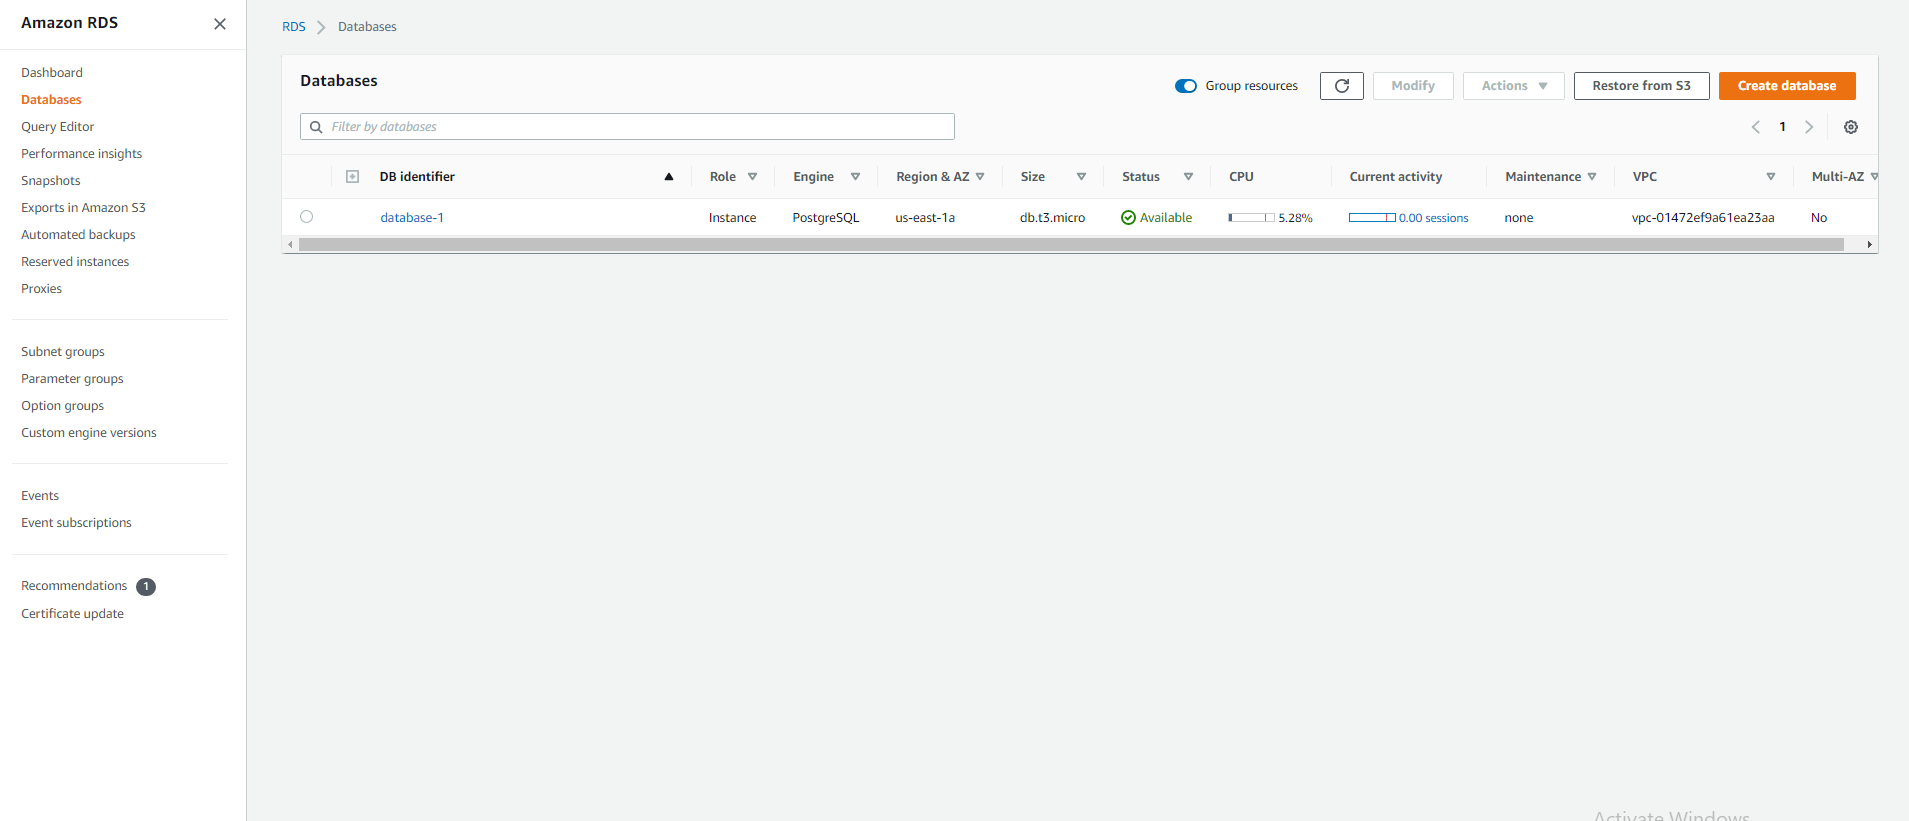 Amazon RDS
Dashboard
Databases
Query Editor
Performance insights
Snapshots
Exports in Amazon S3
Automated backups
Reserved instances
Proxies
Subnet groups
Parameter groups
Option groups
Custom engine versions
Events
Event subscriptions
Recommendations 1
Certificate update
RDS Databases
Databases
Group resources Modify Actions Restore from S3 Create database
Filter by databases 1
DB identifier Role Engine Region & AZ Size Status CPU Current activity Maintenance VPC Multi-AZ
database-1 Instance PostgreSQL us-east-1a db.t3.micro Available 5.28% 0.00 sessions none vpc-01472ef9a61ea23aa No
Activate Windows